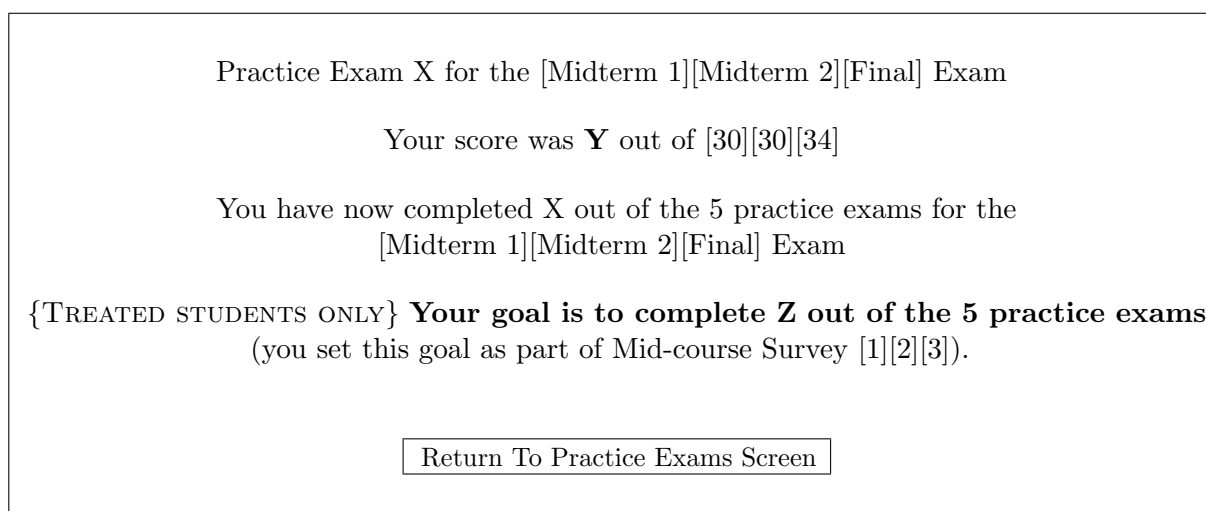 Practice Exam X for the [Midterm 1][Midterm 2][Final] Exam
Your score was Y out of [30][30][34]
You have now completed X out of the 5 practice exams for the
[Midterm 1][Midterm 2][Final] Exam
{TREATED STUDENTS ONLY} Your goal is to complete Z out of the 5 practice exams
(you set this goal as part of Mid-course Survey [1][2][3]).
Return To Practice Exams Screen